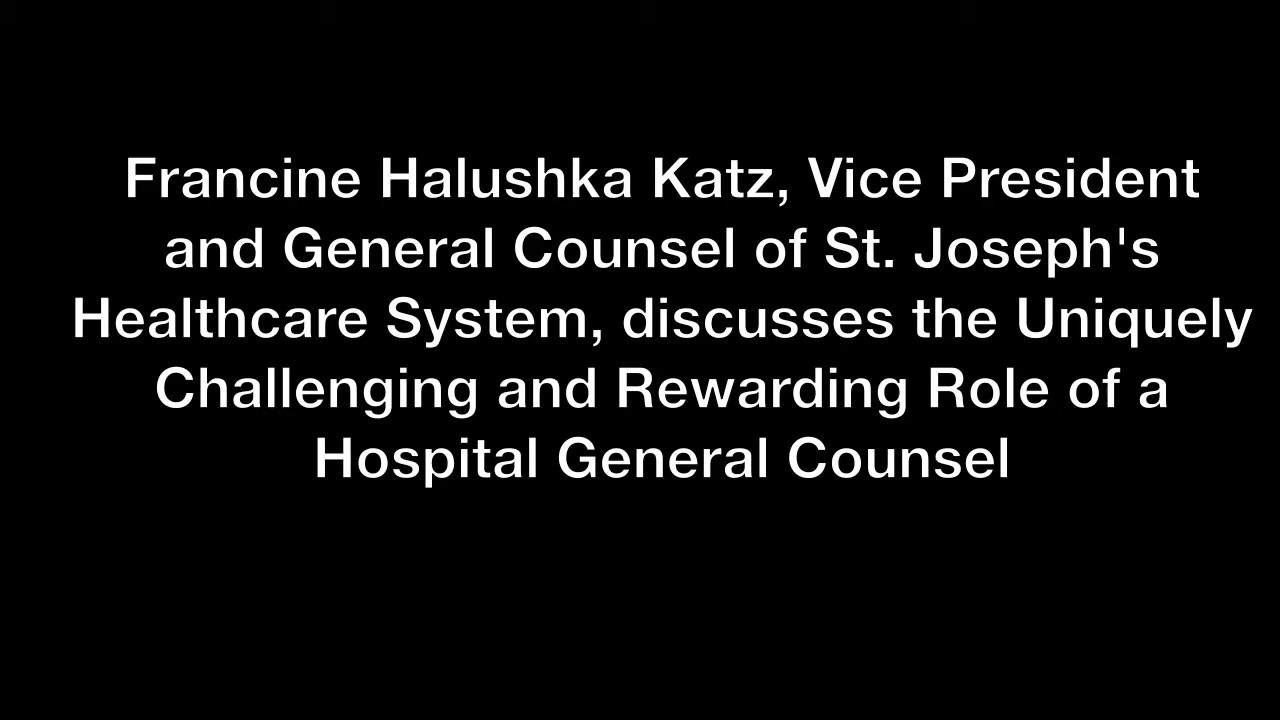 Francine Halushka Katz, Vice President
and General Counsel of St. Joseph's
Healthcare System, discusses the Uniquely
Challenging and Rewarding Role of a
Hospital General Counsel